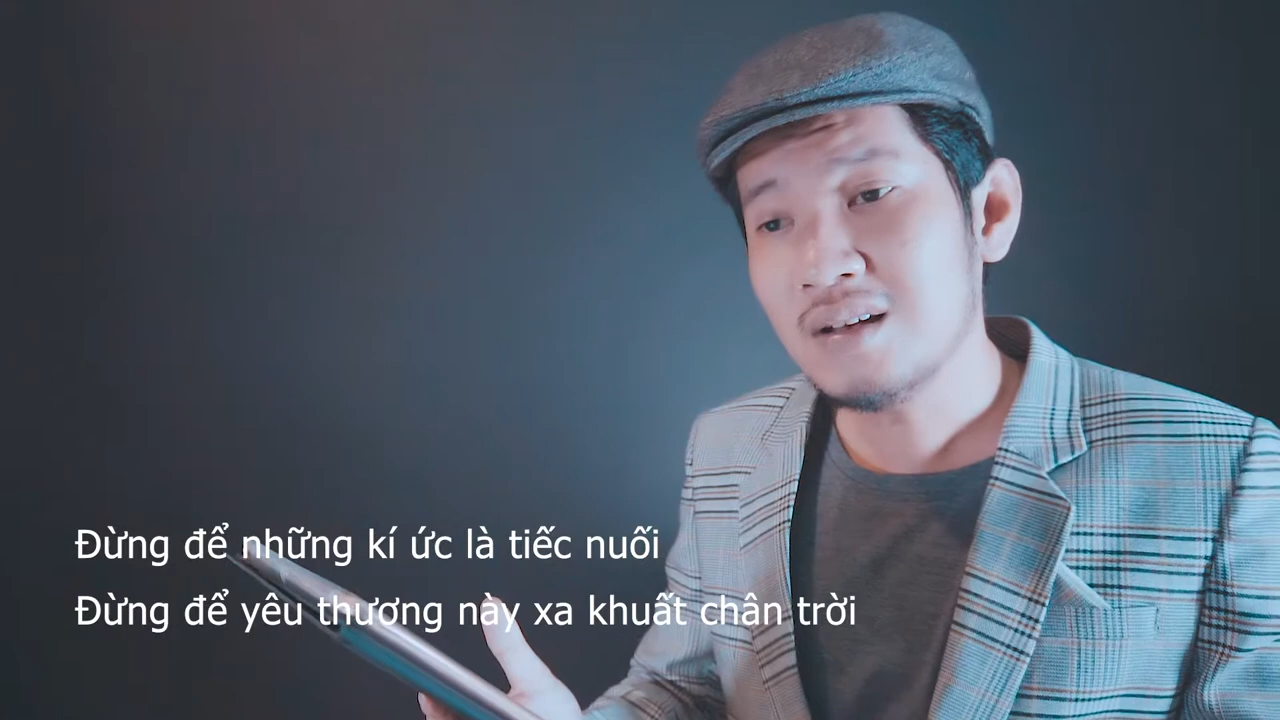 Đừng để những kí ức là tiếc nuối
Đừng để yêu thương này xa khuất chân trời